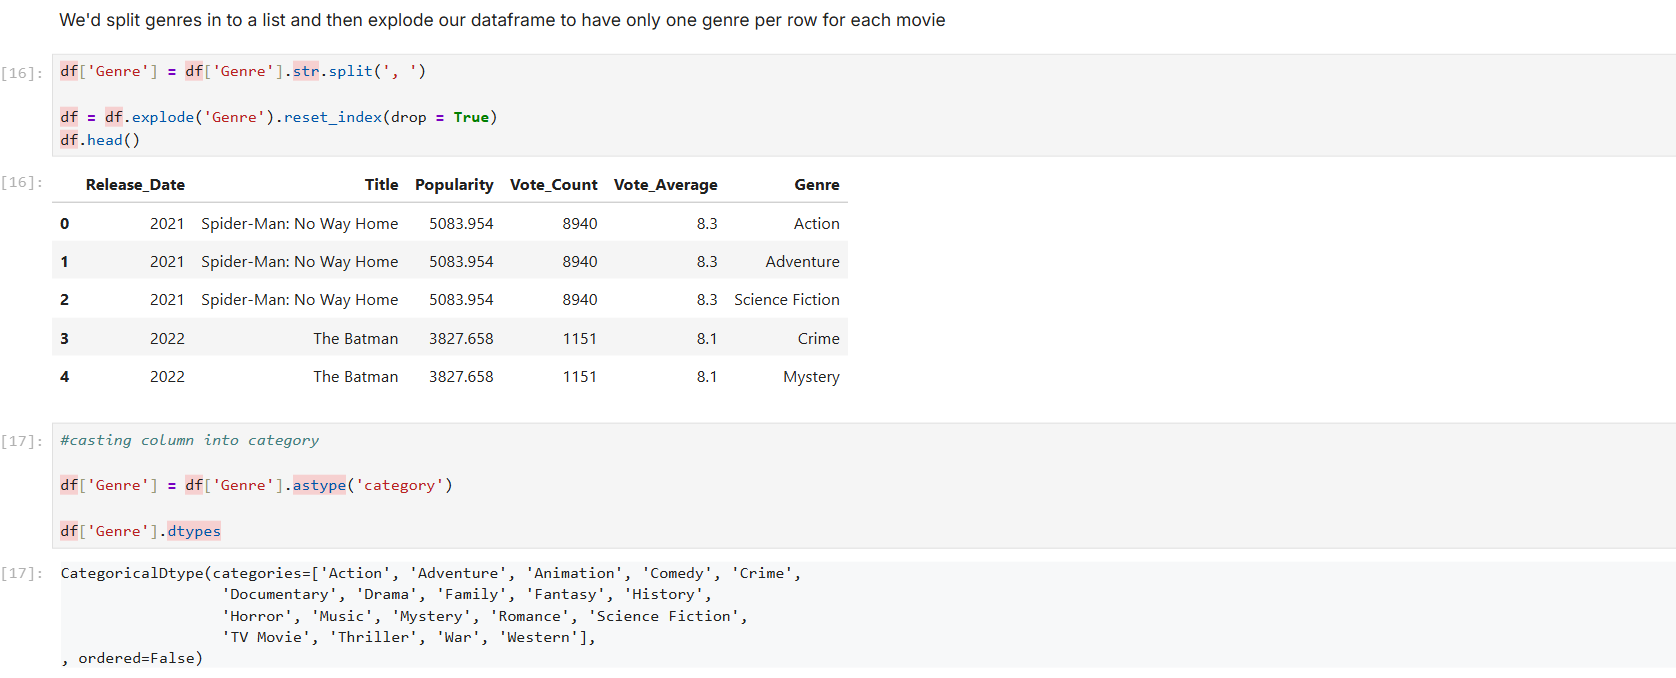 We'd split genres in to a list and then explode our dataframe to have only one genre per row for each movie
[16]: df['Genre'] = df['Genre'].str.split(', ')
df = df.explode('Genre').reset_index(drop = True)
df.head()
[16]: Release_Date Title Popularity Vote_Count Vote_Average Genre
0 2021 Spider-Man: No Way Home 5083.954 8940 8.3 Action
1 2021 Spider-Man: No Way Home 5083.954 8940 8.3 Adventure
2 2021 Spider-Man: No Way Home 5083.954 8940 8.3 Science Fiction
3 2022 The Batman 3827.658 1151 8.1 Crime
4 2022 The Batman 3827.658 1151 8.1 Mystery
[17]: #casting column into category
df['Genre'] = df['Genre'].astype('category')
df['Genre'].dtypes
[17]: CategoricalDtype(categories=['Action', 'Adventure', 'Animation', 'Comedy', 'Crime',
'Documentary', 'Drama', 'Family', 'Fantasy', 'History',
'Horror', 'Music', 'Mystery', 'Romance', 'Science Fiction',
'TV Movie', 'Thriller', 'War', 'Western'],
, ordered=False)